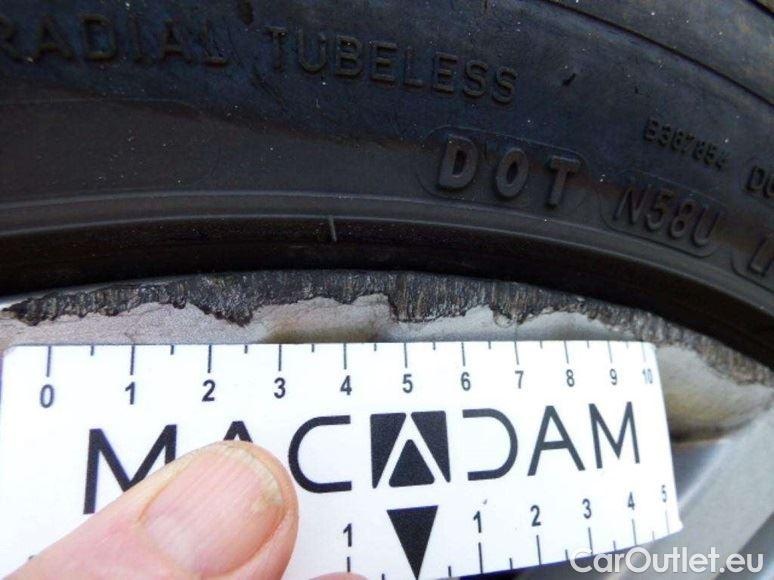 RADIAL TUBELESS
B387854
DOT N58U
0 1 2 3 4 5 6 7 8 9 10
MACADAM
1 1 2 3 4 5
CarOutlet.eu